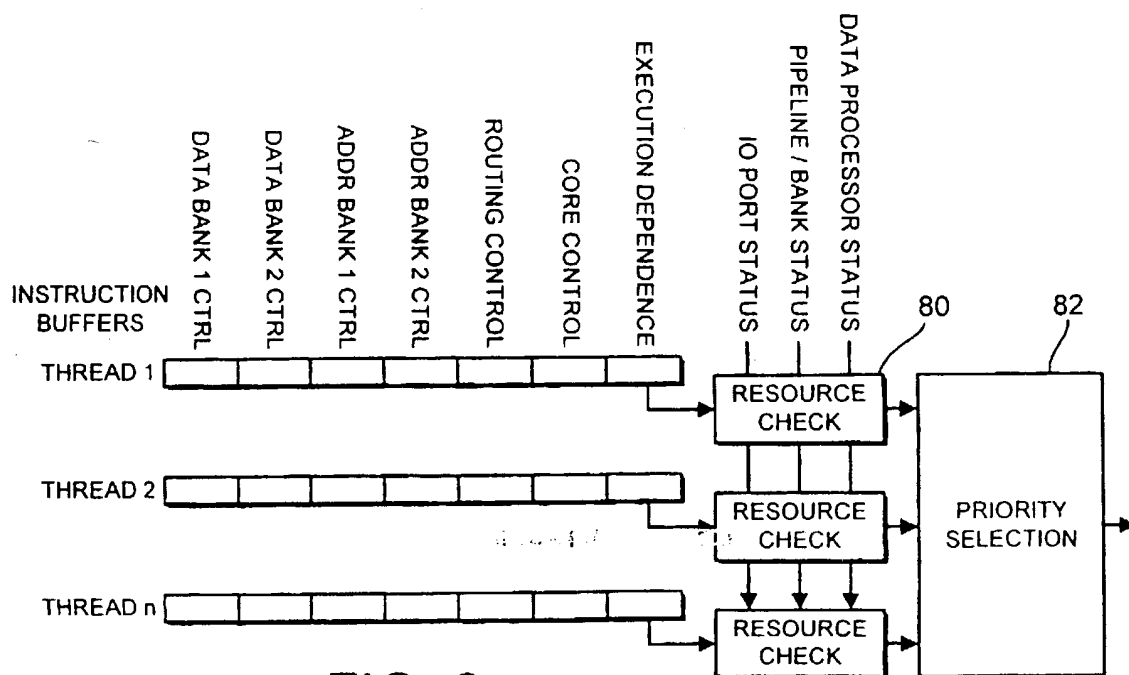 DATA BANK 1 CTRL
DATA BANK 2 CTRL
ADDR BANK 1 CTRL
ADDR BANK 2 CTRL
ROUTING CONTROL
CORE CONTROL
EXECUTION DEPENDENCE
IO PORT STATUS
PIPELINE / BANK STATUS
DATA PROCESSOR STATUS
80
82
INSTRUCTION
BUFFERS
THREAD 1
RESOURCE
CHECK
THREAD 2
RESOURCE
CHECK
PRIORITY
SELECTION
THREAD n
RESOURCE
CHECK